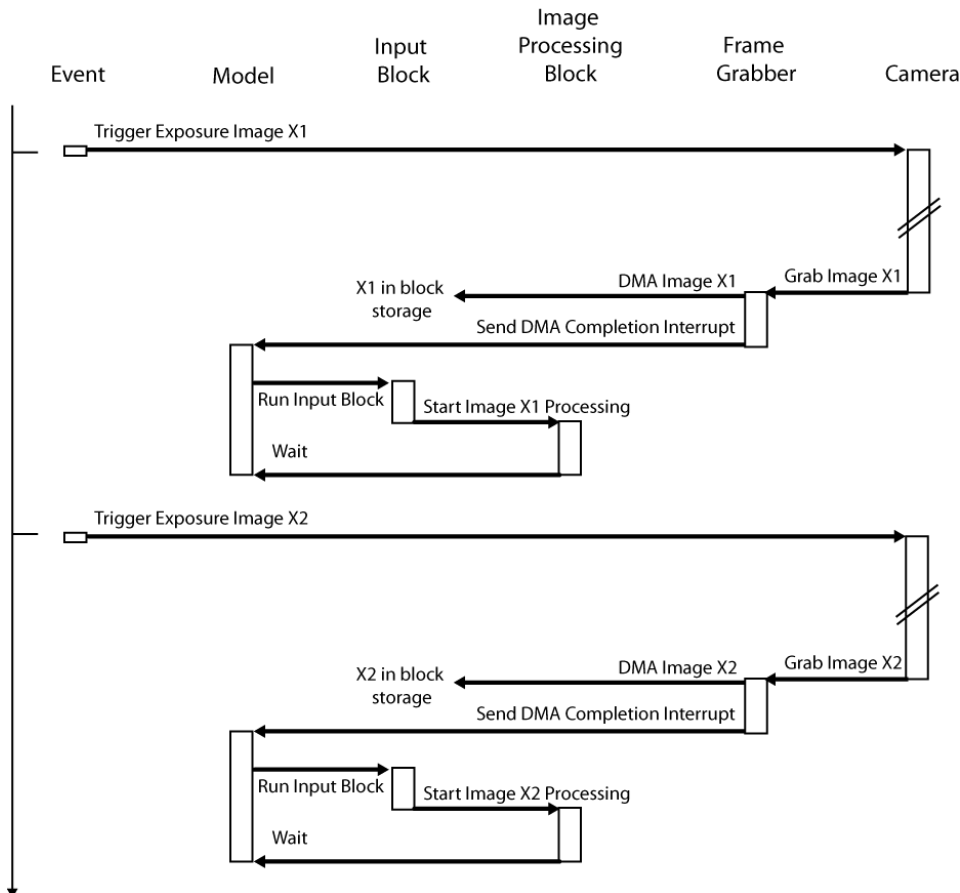 Event
Model
Input
Block
Image
Processing
Block
Frame
Grabber
Camera
Trigger Exposure Image X1
Grab Image X1
DMA Image X1
X1 in block
storage
Send DMA Completion Interrupt
Run Input Block
Start Image X1 Processing
Wait
Trigger Exposure Image X2
Grab Image X2
DMA Image X2
X2 in block
storage
Send DMA Completion Interrupt
Run Input Block
Start Image X2 Processing
Wait